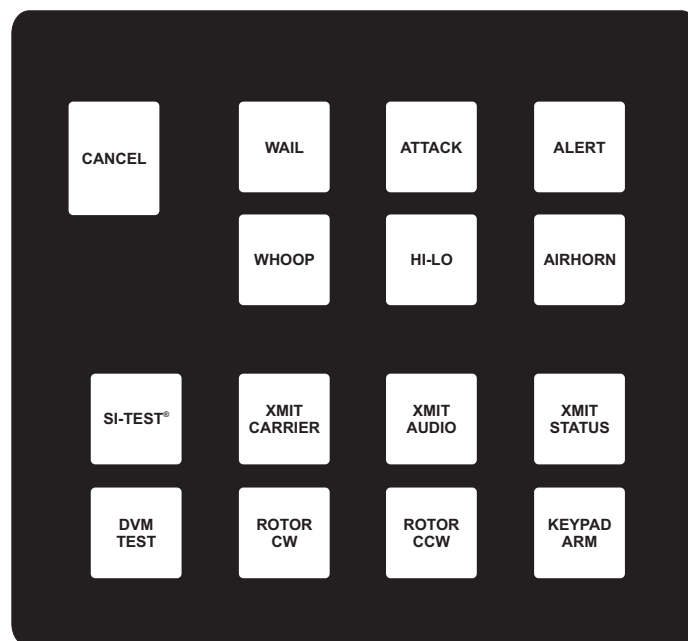 CANCEL
WAIL
ATTACK
ALERT
WHOOP
HI-LO
AIRHORN
SI-TEST®
XMIT
CARRIER
XMIT
AUDIO
XMIT
STATUS
DVM
TEST
ROTOR
CW
ROTOR
CCW
KEYPAD
ARM